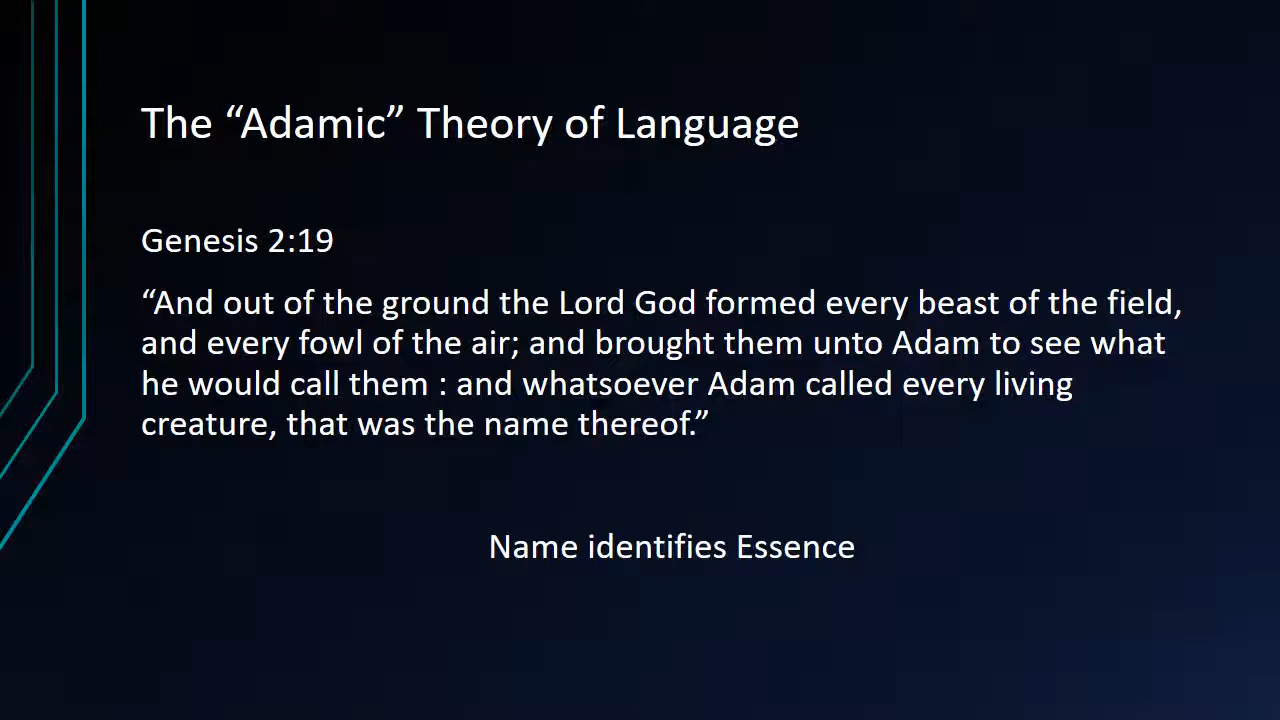 The “Adamic” Theory of Language
Genesis 2:19
“And out of the ground the Lord God formed every beast of the field,
and every fowl of the air; and brought them unto Adam to see what
he would call them : and whatsoever Adam called every living
creature, that was the name thereof.”
Name identifies Essence